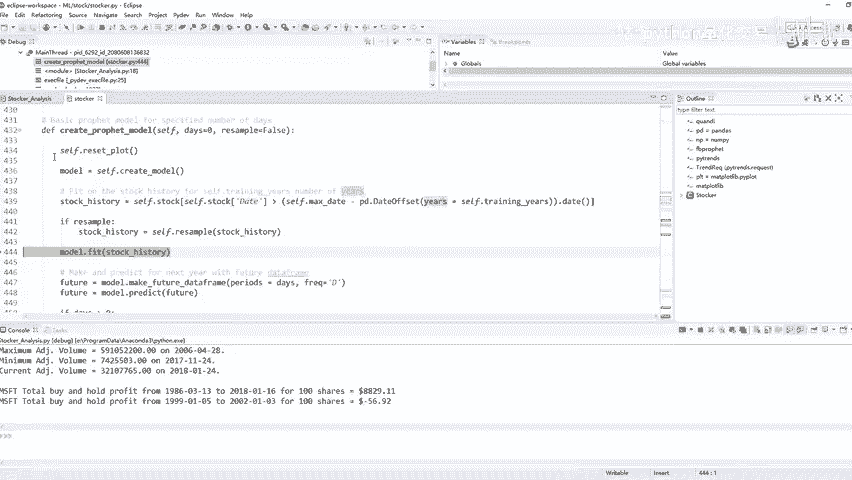 eclipse-workspace - ML/stock/stocker.py - Eclipse
File Edit Refactoring Source Navigate Search Project Pydev Run Window Help
Debug
MainThread - pid_6292_id_2080608136832
create_prophet_model [stocker.py:444]
<module> [Stocker_Analysis.py:18]
execfile [_pydev_execfile.py:25]
Variables Breakpoints
Name Value
Globals Global variables
Stocker_Analysis stocker
430
431 # Basic prophet model for specified number of days
432 def create_prophet_model(self, days=0, resample=False):
433
434 self.reset_plot()
435
436 model = self.create_model()
437
438 # Fit on the stock history for self.training_years number of years
439 stock_history = self.stock[self.stock['Date'] > (self.max_date - pd.DateOffset(years = self.training_years)).date()]
440
441 if resample:
442 stock_history = self.resample(stock_history)
443
444 model.fit(stock_history)
445
446 # Make and predict for next year with future dataframe
447 future = model.make_future_dataframe(periods = days, freq='D')
448 future = model.predict(future)
449
Outline
type filter text
quandl
pd = pandas
np = numpy
fbprophet
pytrends
TrendReq (pytrends.request)
plt = matplotlib.pyplot
matplotlib
Stocker
Console Tasks
Stocker_Analysis.py [debug] [e:\ProgramData\Anaconda3\python.exe]
Maximum Adj. Volume = 591052200.00 on 2006-04-28.
Minimum Adj. Volume = 7425503.00 on 2017-11-24.
Current Adj. Volume = 32107765.00 on 2018-01-24.
MSFT Total buy and hold profit from 1986-03-13 to 2018-01-16 for 100 shares = $8829.11
MSFT Total buy and hold profit from 1999-01-05 to 2002-01-03 for 100 shares = $-56.92
>>>
Writable Insert 444 : 1